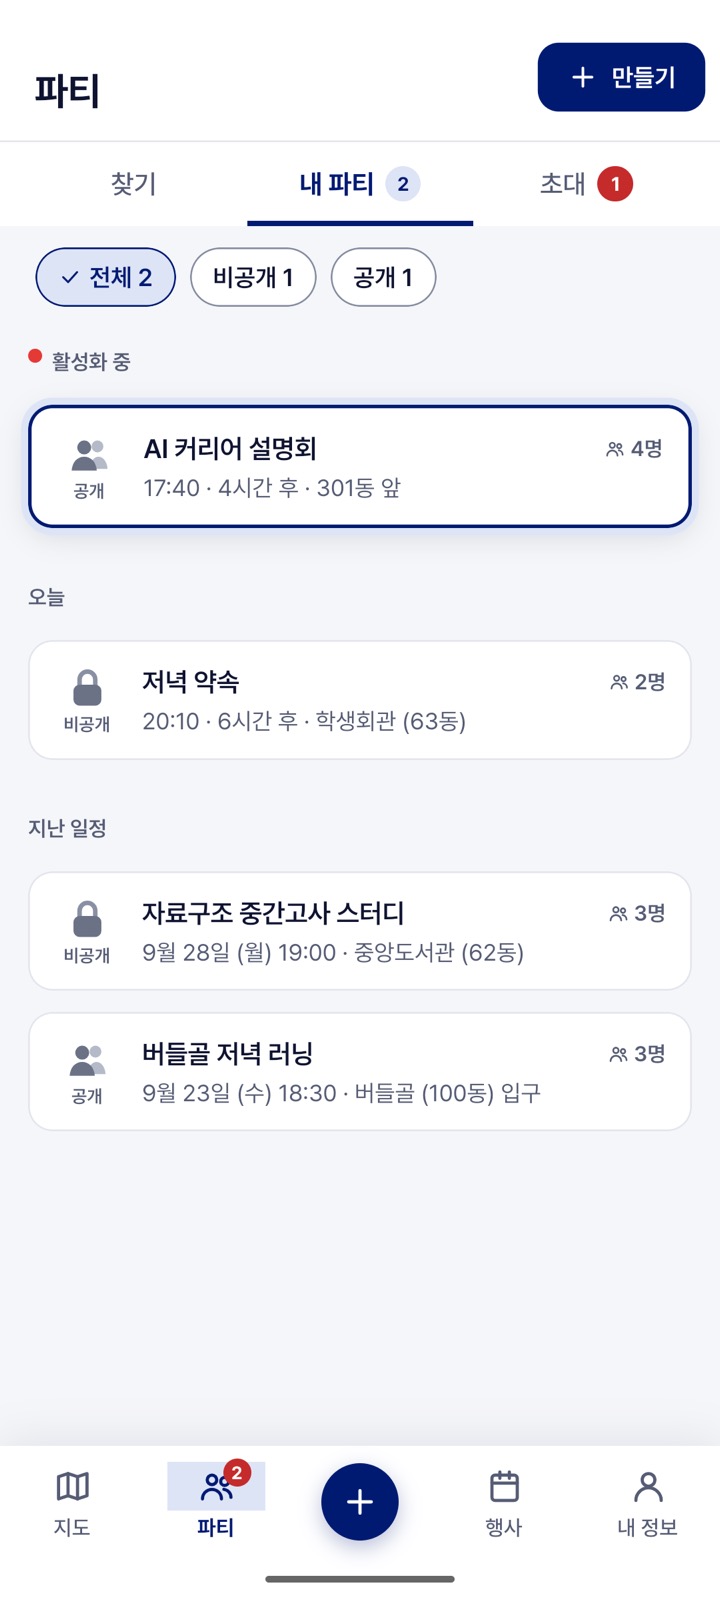 파티
만들기
찾기
내 파티 2
초대 1
전체 2
비공개 1
공개 1
활성화 중
AI 커리어 설명회
4명
공개
17:40 · 4시간 후 · 301동 앞
오늘
저녁 약속
2명
비공개
20:10 · 6시간 후 · 학생회관 (63동)
지난 일정
자료구조 중간고사 스터디
3명
비공개
9월 28일 (월) 19:00 · 중앙도서관 (62동)
버들골 저녁 러닝
3명
공개
9월 23일 (수) 18:30 · 버들골 (100동) 입구
2
지도
파티
행사
내 정보